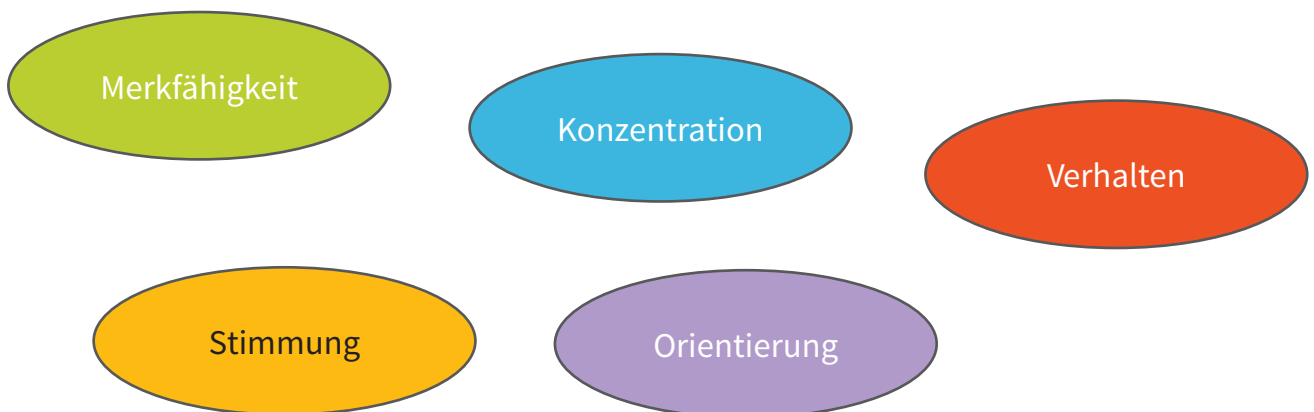 Merkfähigkeit
Konzentration
Verhalten
Stimmung
Orientierung